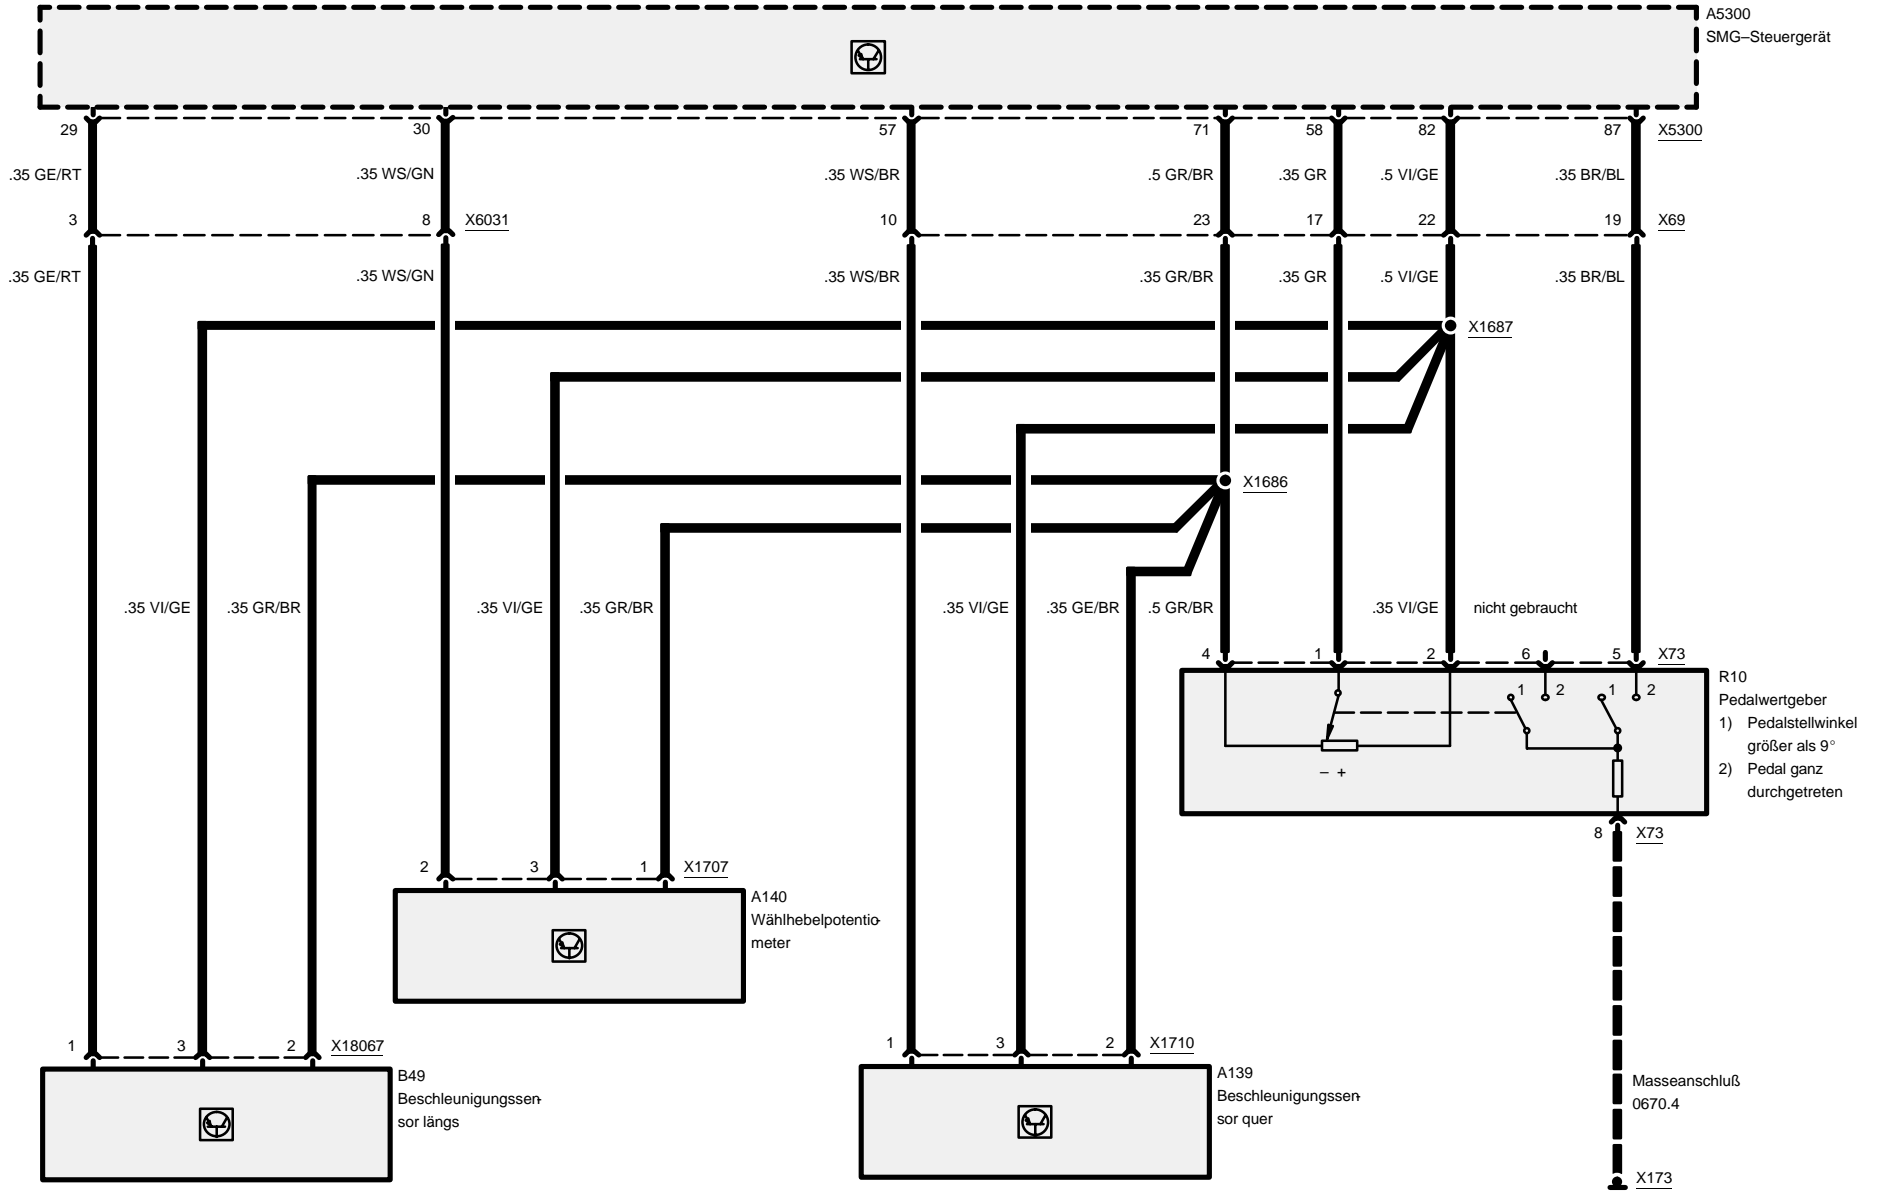 A5300
SMG–Steuergerät
29 30 57 71 58 82 87 X5300
.35 GE/RT .35 WS/GN .35 WS/BR .5 GR/BR .35 GR .5 VI/GE .35 BR/BL
3 8 X6031 10 23 17 22 19 X69
.35 GE/RT .35 WS/GN .35 WS/BR .35 GR/BR .35 GR .5 VI/GE .35 BR/BL
X1687
X1686
.35 VI/GE .35 GR/BR .35 VI/GE .35 GR/BR .35 VI/GE .35 GE/BR .5 GR/BR .35 VI/GE nicht gebraucht
4 1 2 6 5 X73
R10
Pedalwertgeber
1) Pedalstellwinkel
größer als 9°
2) Pedal ganz
durchgetreten
1 2 1 2
– +
8 X73
2 3 1 X1707
A140
Wählhebelpotentio-
meter
1 3 2 X18067
B49
Beschleunigungssen-
sor längs
1 3 2 X1710
A139
Beschleunigungssen-
sor quer
Masseanschluß
0670.4
X173